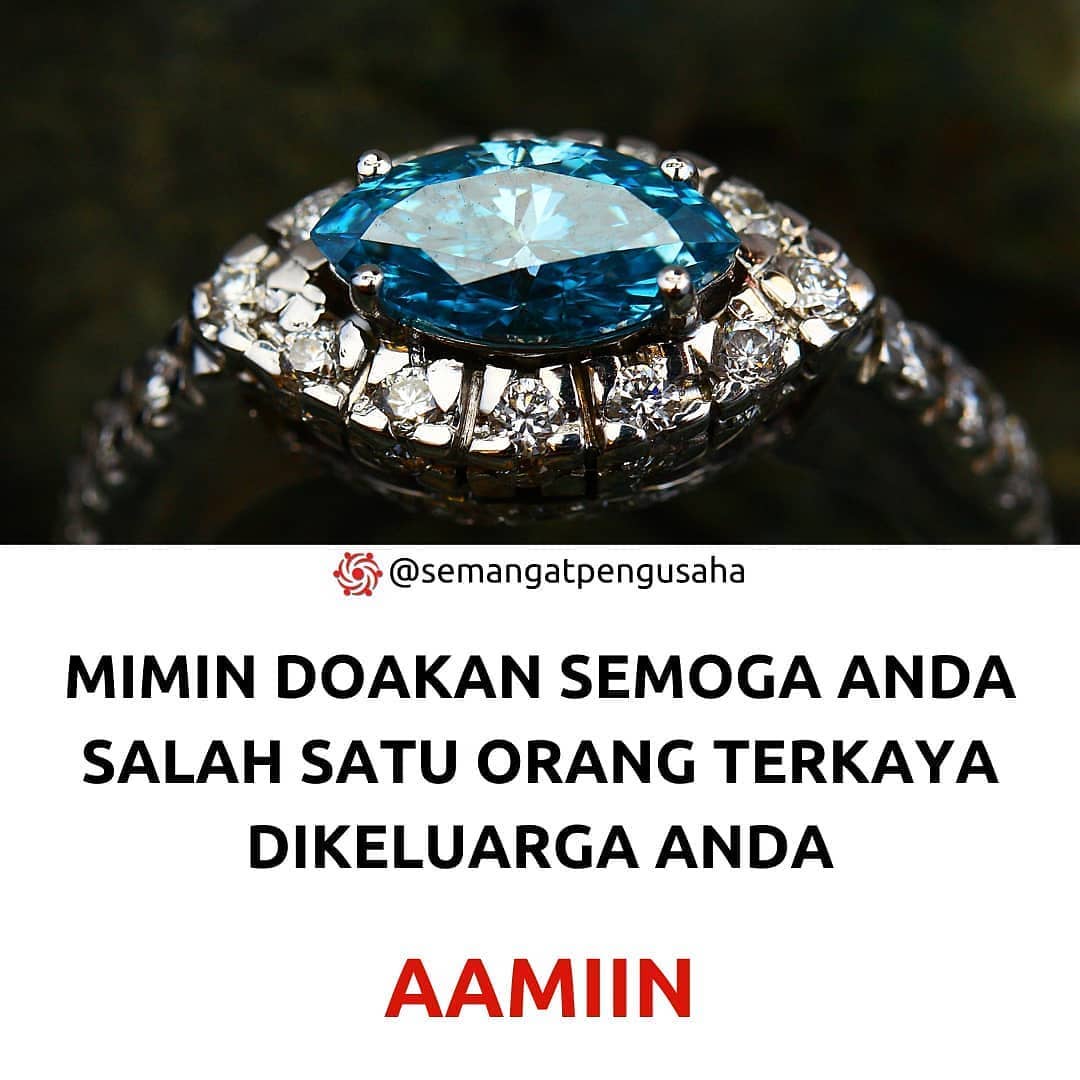 @semangatpengusaha
MIMIN DOAKAN SEMOGA ANDA
SALAH SATU ORANG TERKAYA
DIKELUARGA ANDA
AAMIIN